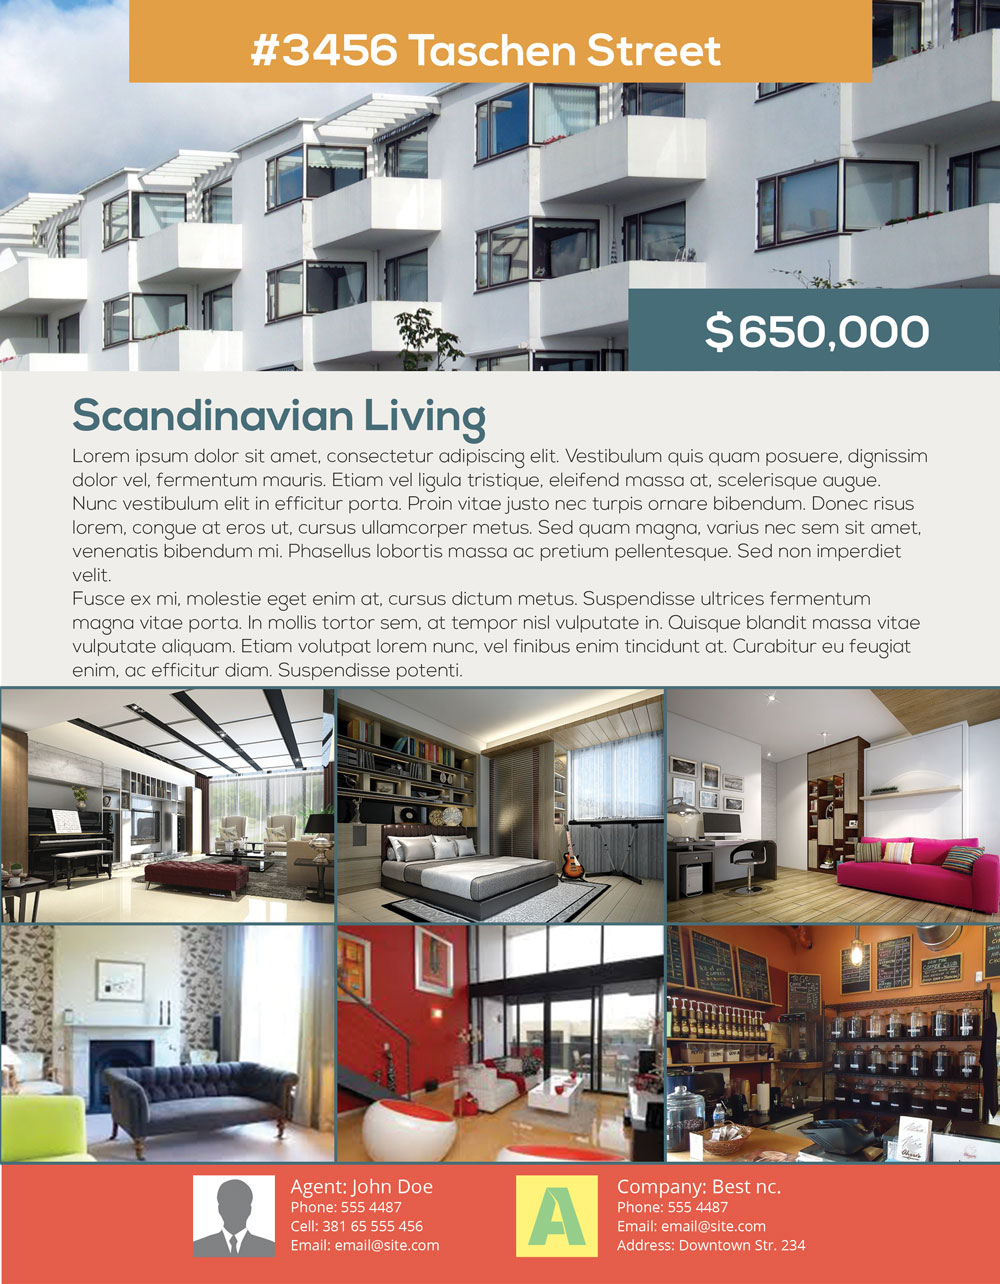 #3456 Taschen Street
$650,000
Scandinavian Living
Lorem ipsum dolor sit amet, consectetur adipiscing elit. Vestibulum quis quam posuere, dignissim
dolor vel, fermentum mauris. Etiam vel ligula tristique, eleifend massa at, scelerisque augue.
Nunc vestibulum elit in efficitur porta. Proin vitae justo nec turpis ornare bibendum. Donec risus
lorem, congue at eros ut, cursus ullamcorper metus. Sed quam magna, varius nec sem sit amet,
venenatis bibendum mi. Phasellus lobortis massa ac pretium pellentesque. Sed non imperdiet
velit.
Fusce ex mi, molestie eget enim at, cursus dictum metus. Suspendisse ultrices fermentum
magna vitae porta. In mollis tortor sem, at tempor nisl vulputate in. Quisque blandit massa vitae
vulputate aliquam. Etiam volutpat lorem nunc, vel finibus enim tincidunt at. Curabitur eu feugiat
enim, ac efficitur diam. Suspendisse potenti.
Agent: John Doe
Phone: 555 4487
Cell: 381 65 555 456
Email: email@site.com
A
Company: Best nc.
Phone: 555 4487
Email: email@site.com
Address: Downtown Str. 234